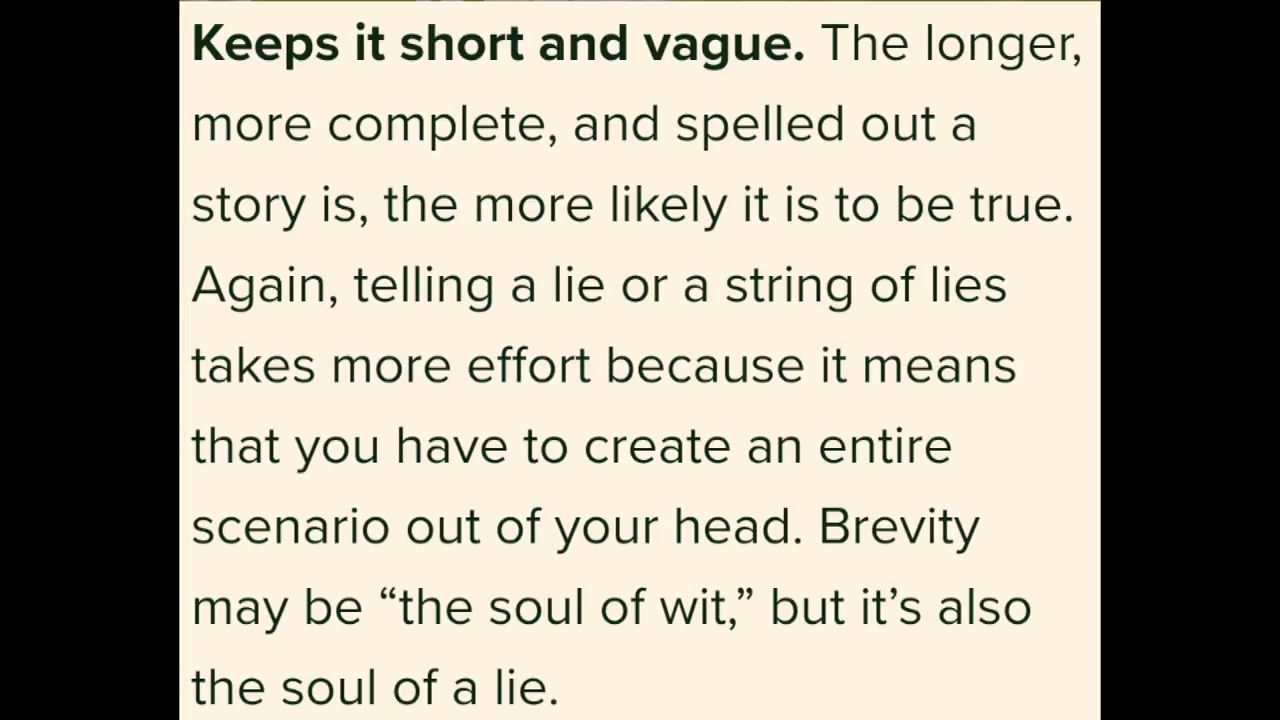 Keeps it short and vague. The longer,
more complete, and spelled out a
story is, the more likely it is to be true.
Again, telling a lie or a string of lies
takes more effort because it means
that you have to create an entire
scenario out of your head. Brevity
may be “the soul of wit,” but it’s also
the soul of a lie.